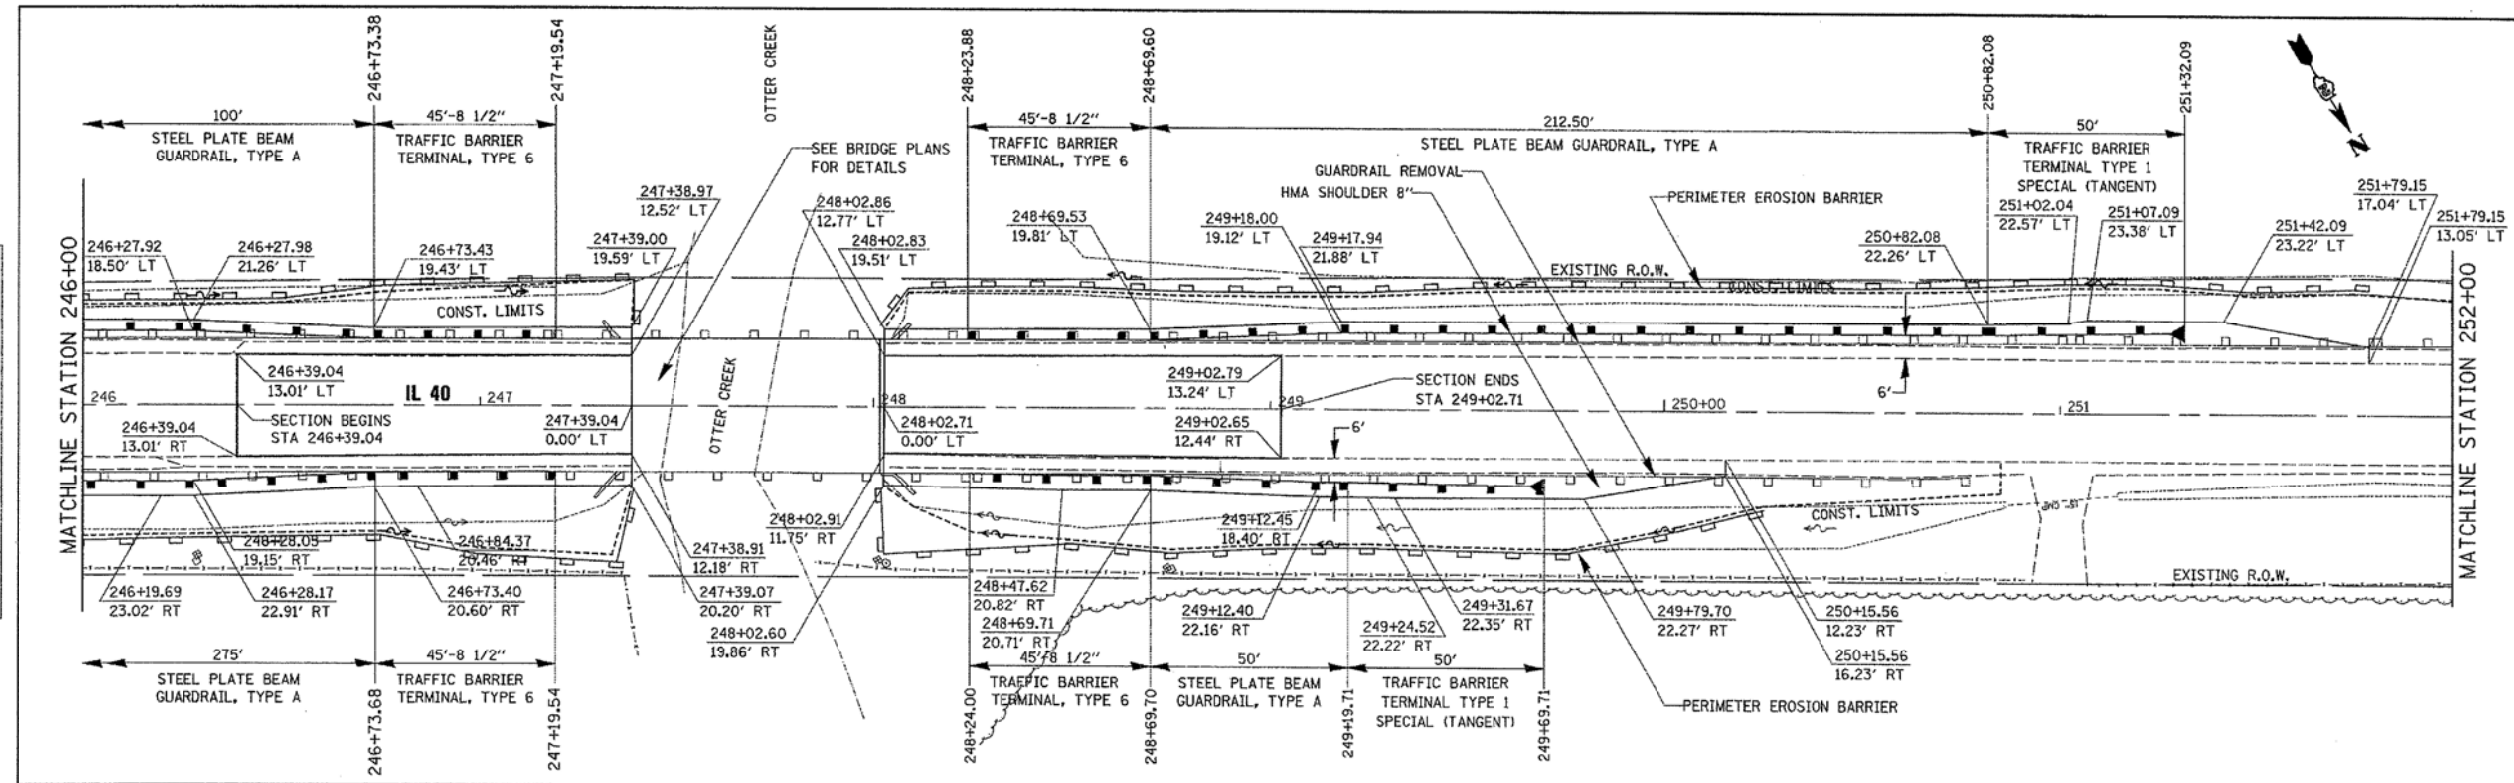 246+73.38
247+19.54
OTTER CREEK
248+23.88
248+69.60
250+82.08
251+32.09
100'
STEEL PLATE BEAM
GUARDRAIL, TYPE A
45'-8 1/2"
TRAFFIC BARRIER
TERMINAL, TYPE 6
SEE BRIDGE PLANS
FOR DETAILS
45'-8 1/2"
TRAFFIC BARRIER
TERMINAL, TYPE 6
212.50'
STEEL PLATE BEAM GUARDRAIL, TYPE A
GUARDRAIL REMOVAL
HMA SHOULDER 8"
PERIMETER EROSION BARRIER
50'
TRAFFIC BARRIER
TERMINAL TYPE 1
SPECIAL (TANGENT)
N
MATCHLINE STATION 246+00
246+27.92
18.50' LT
246+27.98
21.26' LT
246+73.43
19.43' LT
247+39.00
19.59' LT
247+38.97
12.52' LT
248+02.86
12.77' LT
248+02.83
19.51' LT
248+69.53
19.81' LT
249+18.00
19.12' LT
249+17.94
21.88' LT
250+82.08
22.26' LT
251+02.04
22.57' LT
251+07.09
23.38' LT
251+42.09
23.22' LT
251+79.15
17.04' LT
251+79.15
13.05' LT
EXISTING R.O.W.
CONST. LIMITS
CONST. LIMITS
246+39.04
13.01' LT
246
IL 40
247
SECTION BEGINS
STA 246+39.04
246+39.04
13.01' RT
247+39.04
0.00' LT
OTTER CREEK
248
248+02.71
0.00' LT
249+02.79
13.24' LT
249
249+02.65
12.44' RT
SECTION ENDS
STA 249+02.71
6'
6'
250+00
251
MATCHLINE STATION 252+00
248+28.05
19.15' RT
246+84.37
20.46' RT
246+19.69
23.02' RT
246+28.17
22.91' RT
246+73.40
20.60' RT
247+38.91
12.18' RT
247+39.07
20.20' RT
248+02.91
11.75' RT
248+02.60
19.86' RT
249+12.45
18.40' RT
248+47.62
20.82' RT
248+69.71
20.71' RT
249+12.40
22.16' RT
249+24.52
22.22' RT
249+31.67
22.35' RT
249+79.70
22.27' RT
250+15.56
12.23' RT
250+15.56
16.23' RT
CONST. LIMITS
15" CMP
EXISTING R.O.W.
PERIMETER EROSION BARRIER
275'
STEEL PLATE BEAM
GUARDRAIL, TYPE A
45'-8 1/2"
TRAFFIC BARRIER
TERMINAL, TYPE 6
45'-8 1/2"
TRAFFIC BARRIER
TERMINAL, TYPE 6
50'
STEEL PLATE BEAM
GUARDRAIL, TYPE A
50'
TRAFFIC BARRIER
TERMINAL TYPE 1
SPECIAL (TANGENT)
246+73.68
247+19.54
248+24.00
248+69.70
249+19.71
249+69.71